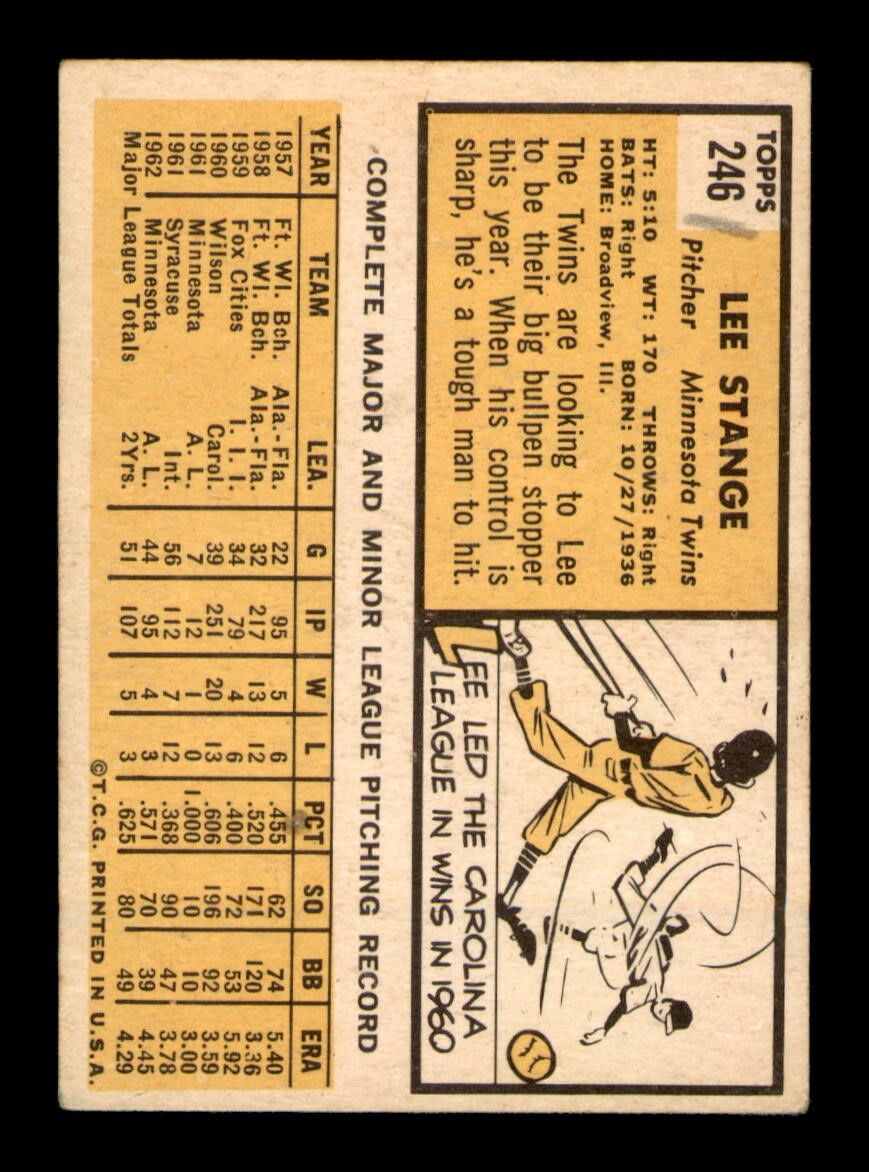 TOPPS
246
LEE STANGE
Pitcher Minnesota Twins
HT: 5:10 WT: 170 THROWS: Right
BATS: Right BORN: 10/27/1936
HOME: Broadview, Ill.
The Twins are looking to Lee
to be their big bullpen stopper
this year. When his control is
sharp, he's a tough man to hit.
LEE LED THE CAROLINA
LEAGUE IN WINS IN 1960
COMPLETE MAJOR AND MINOR LEAGUE PITCHING RECORD
YEAR TEAM LEA. G IP W L PCT SO BB ERA
1957 Ft. Wl. Bch. Ala.-Fla. 22 95 5 6 .455 62 74 5.40
1958 Ft. Wl. Bch. Ala.-Fla. 32 217 13 12 .520 171 120 3.36
1959 Fox Cities I. I. I. 34 79 4 6 .400 72 53 5.92
1960 Wilson Carol. 39 251 20 13 .606 196 92 3.59
1961 Minnesota A. L. 7 12 1 0 1.000 10 10 3.00
1961 Syracuse Int. 56 112 7 12 .368 90 47 3.78
1962 Minnesota A. L. 44 95 4 3 .571 70 39 4.45
Major League Totals 2Yrs. 51 107 5 3 .625 80 49 4.29
©T.C.G. PRINTED IN U.S.A.